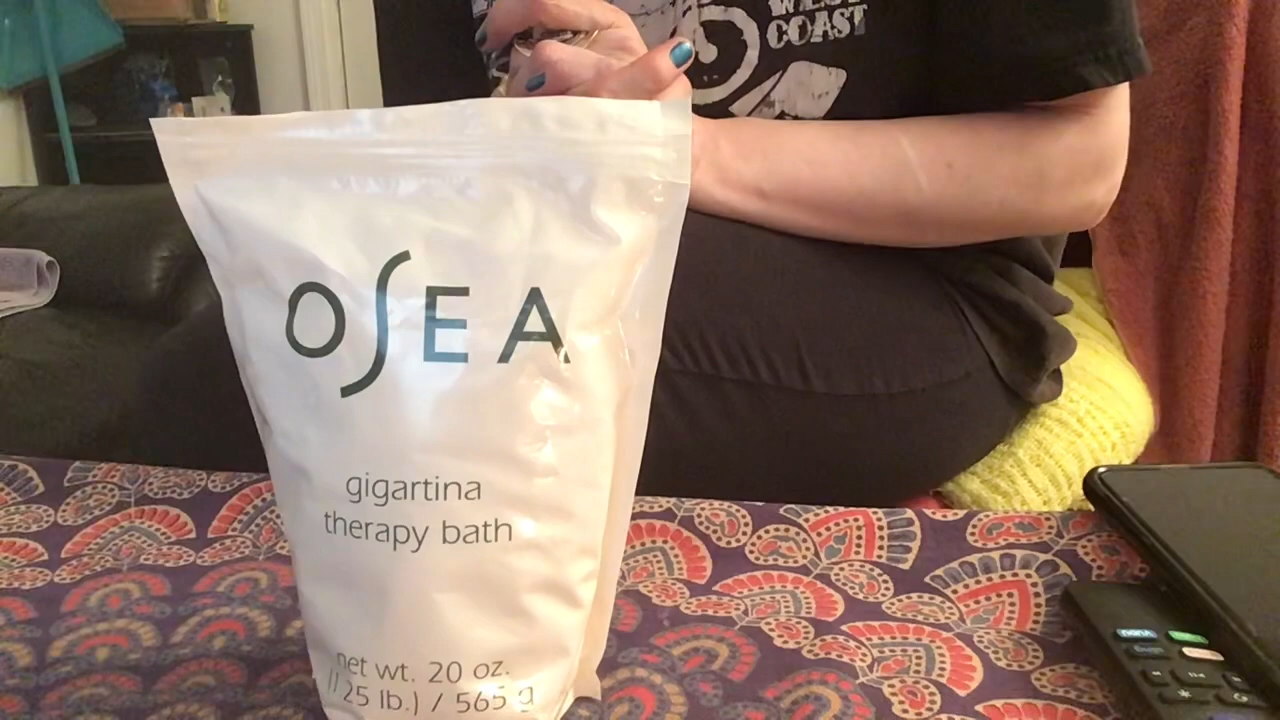 WEST
COAST
OSEA
gigartina
therapy bath
net wt. 20 oz.
(1.25 lb.) / 565 g